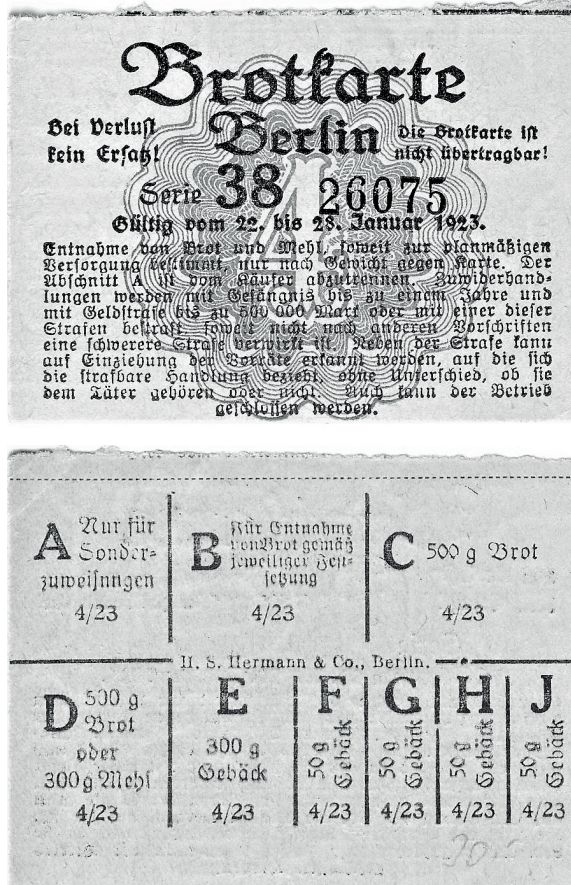 Brotkarte
Bei Verlust
kein Ersatz!
Berlin
Die Brotkarte ist
nicht übertragbar!
Serie 38 26075
Gültig vom 22. bis 28. Januar 1923.
Entnahme von Brot und Mehl, soweit zur planmäßigen
Versorgung bestimmt, nur nach Gewicht gegen Karte. Der
Abschnitt A ist vom Käufer abzutrennen. Zuwiderhand-
lungen werden mit Gefängnis bis zu einem Jahre und
mit Geldstrafe bis zu 500 000 Mark oder mit einer dieser
Strafen bestraft soweit nicht nach anderen Vorschriften
eine schwerere Strafe verwirkt ist. Neben der Strafe kann
auf Einziehung der Vorräte erkannt werden, auf die sich
die strafbare Handlung bezieht, ohne Unterschied, ob sie
dem Täter gehören oder nicht. Auch kann der Betrieb
geschlossen werden.
A Nur für
Sonder-
zuweisungen
4/23
B Für Entnahme
von Brot gemäß
jeweiliger Fest-
setzung
4/23
C 500 g Brot
4/23
H. S. Hermann & Co., Berlin.
D 500 g
Brot
oder
300 g Mehl
4/23
E
300 g
Gebäck
4/23
F
50 g
Gebäck
4/23
G
50 g
Gebäck
4/23
H
50 g
Gebäck
4/23
J
50 g
Gebäck
4/23